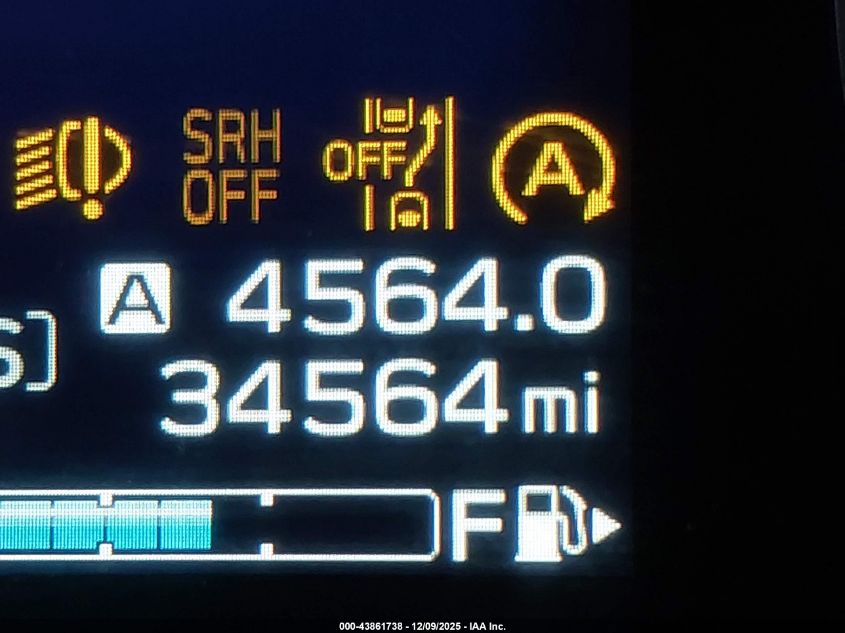 SRH
OFF
OFF
A
A 4564.0
S]
34564 mi
F
000-43861738 - 12/09/2025 - IAA Inc.